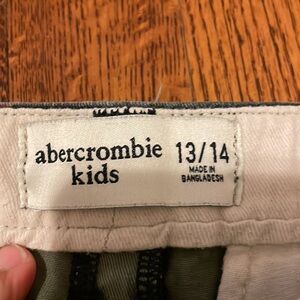 abercrombie
kids
13/14
MADE IN
BANGLADESH